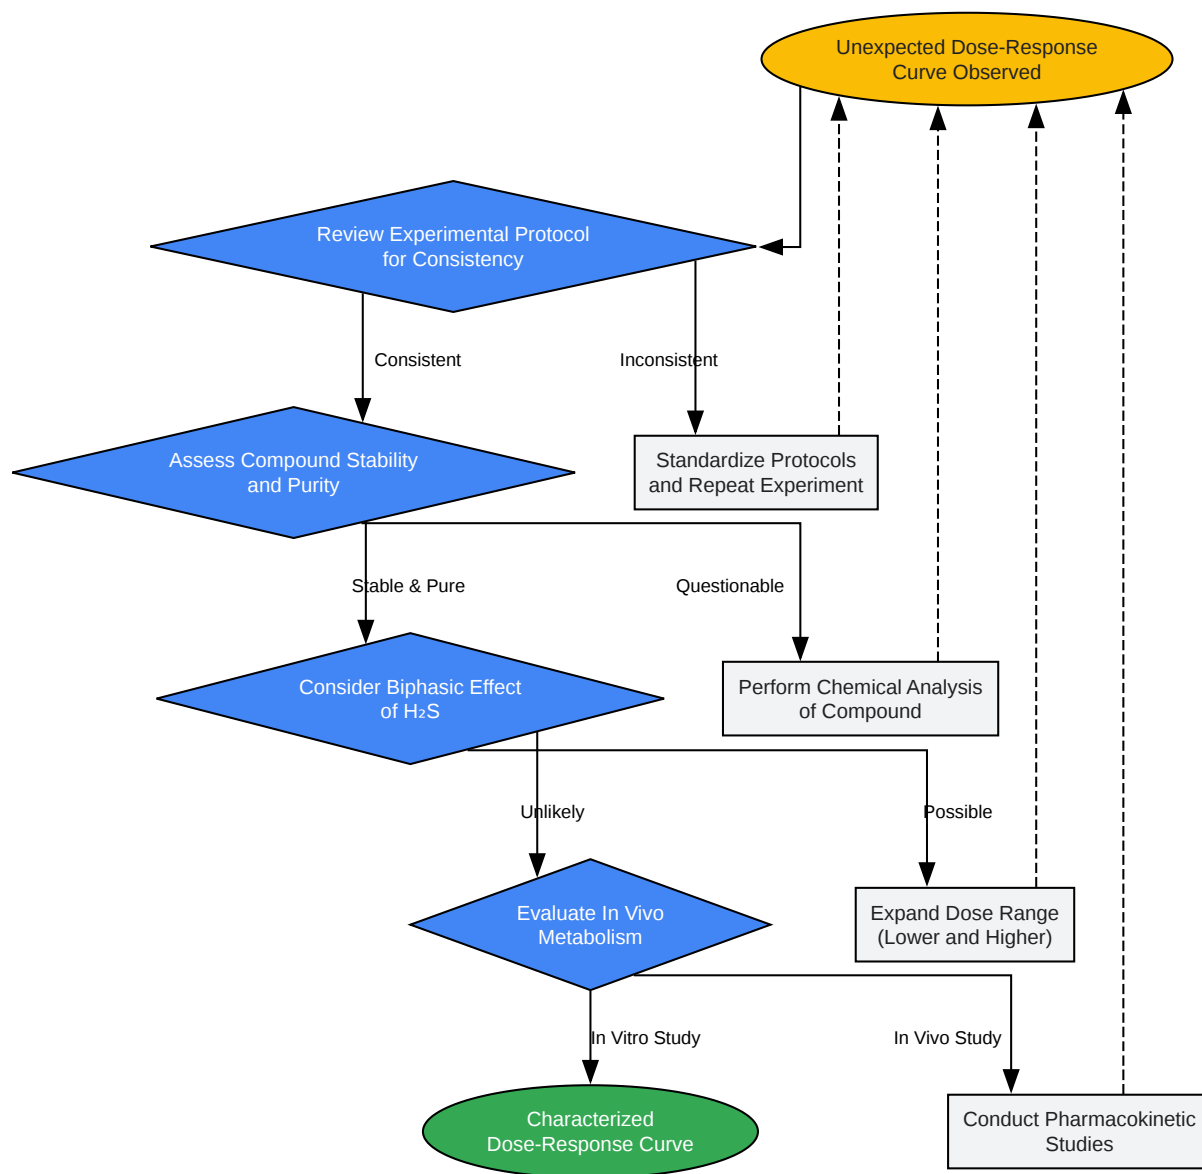 Unexpected Dose-Response
Curve Observed
Review Experimental Protocol
for Consistency
Consistent
Inconsistent
Assess Compound Stability
and Purity
Standardize Protocols
and Repeat Experiment
Stable & Pure
Questionable
Consider Biphasic Effect
of H₂S
Perform Chemical Analysis
of Compound
Unlikely
Possible
Evaluate In Vivo
Metabolism
Expand Dose Range
(Lower and Higher)
In Vitro Study
In Vivo Study
Characterized
Dose-Response Curve
Conduct Pharmacokinetic
Studies